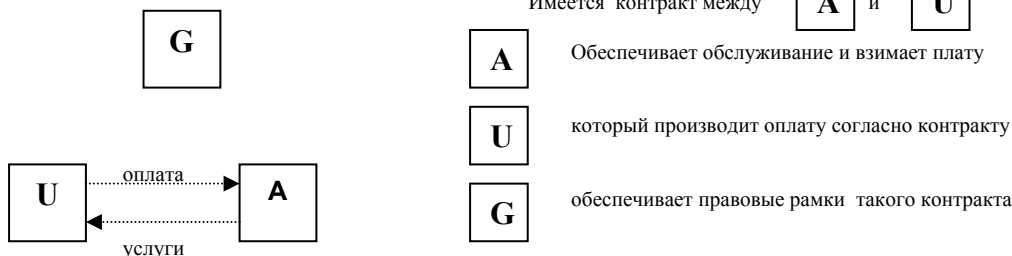 Имеется контракт между A и U
G
A Обеспечивает обслуживание и взимает плату
U который производит оплату согласно контракту
оплата
U A
G обеспечивает правовые рамки такого контракта
услуги